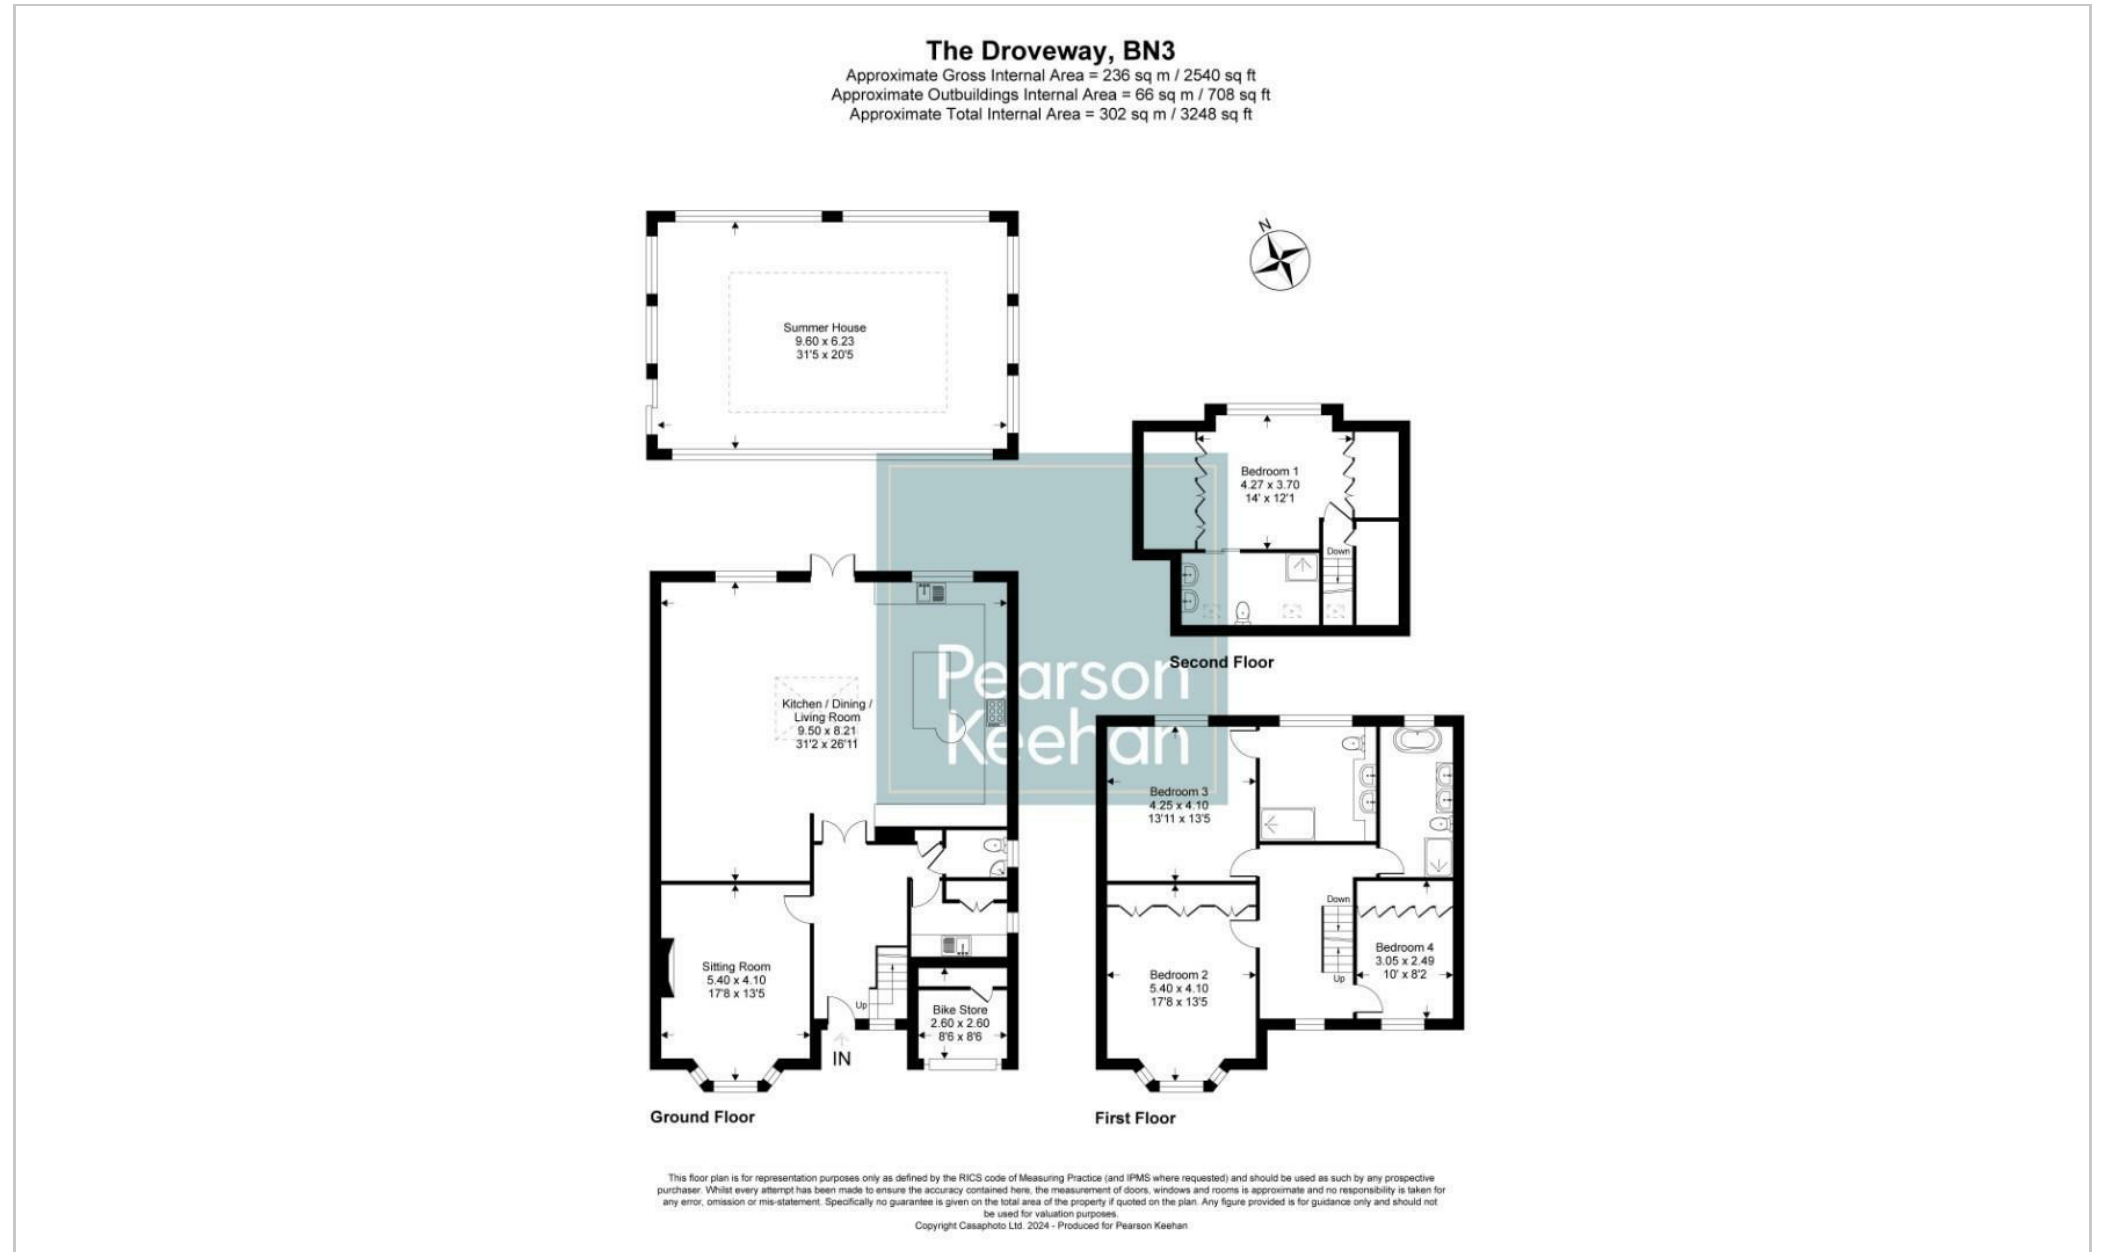 The Droveway, BN3
Approximate Gross Internal Area = 236 sq m / 2540 sq ft
Approximate Outbuildings Internal Area = 66 sq m / 708 sq ft
Approximate Total Internal Area = 302 sq m / 3248 sq ft
N
Summer House
9.60 x 6.23
31'5 x 20'5
Bedroom 1
4.27 x 3.70
14' x 12'1
Down
Second Floor
Pearson
Keehan
Kitchen / Dining /
Living Room
9.50 x 8.21
31'2 x 26'11
Sitting Room
5.40 x 4.10
17'8 x 13'5
Up
IN
Bike Store
2.60 x 2.60
8'6 x 8'6
Ground Floor
Bedroom 3
4.25 x 4.10
13'11 x 13'5
Bedroom 2
5.40 x 4.10
17'8 x 13'5
Down
Up
Bedroom 4
3.05 x 2.49
10' x 8'2
First Floor
This floor plan is for representation purposes only as defined by the RICS code of Measuring Practice (and IPMS where requested) and should be used as such by any prospective
purchaser. Whilst every attempt has been made to ensure the accuracy contained here, the measurement of doors, windows and rooms is approximate and no responsibility is taken for
any error, omission or mis-statement. Specifically no guarantee is given on the total area of the property if quoted on the plan. Any figure provided is for guidance only and should not
be used for valuation purposes.
Copyright Casaphoto Ltd. 2024 - Produced for Pearson Keehan